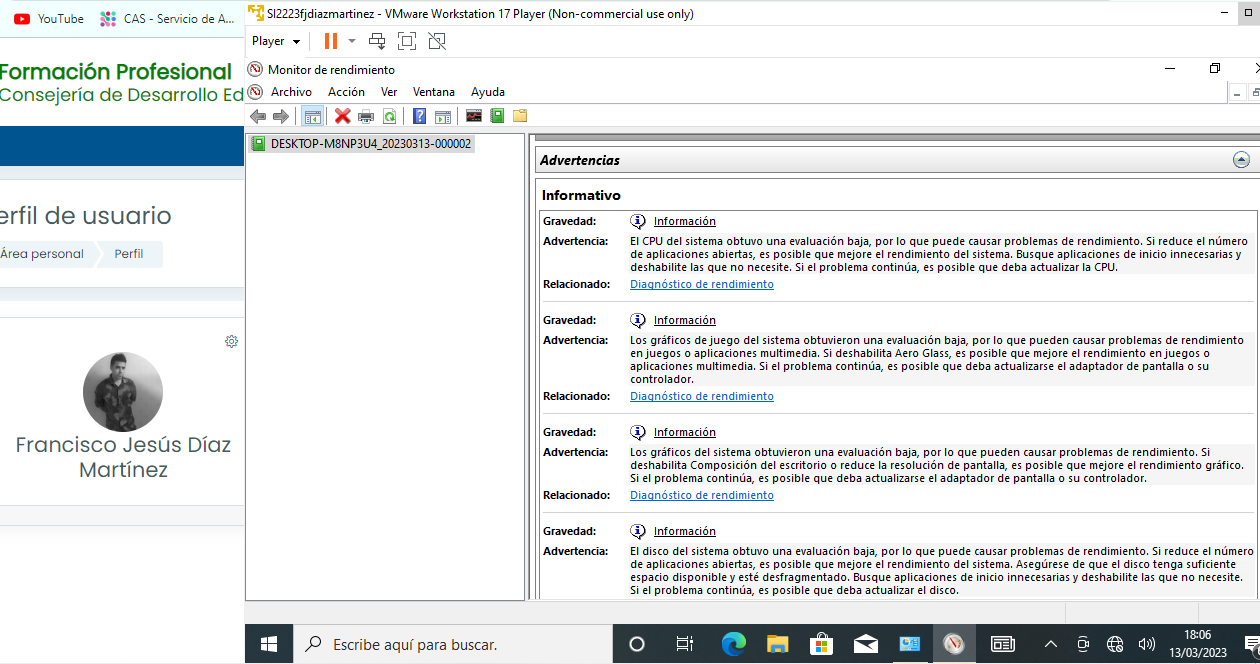 YouTube
CAS - Servicio de A...
SI2223fjdiazmartinez - VMware Workstation 17 Player (Non-commercial use only)
Player
Formación Profesional
Consejería de Desarrollo Ed
erfil de usuario
Área personal
Perfil
Francisco Jesús Díaz
Martínez
Monitor de rendimiento
Archivo Acción Ver Ventana Ayuda
DESKTOP-M8NP3U4_20230313-000002
Advertencias
Informativo
Gravedad: Información
Advertencia: El CPU del sistema obtuvo una evaluación baja, por lo que puede causar problemas de rendimiento. Si reduce el número
de aplicaciones abiertas, es posible que mejore el rendimiento del sistema. Busque aplicaciones de inicio innecesarias y
deshabilite las que no necesite. Si el problema continúa, es posible que deba actualizar la CPU.
Relacionado: Diagnóstico de rendimiento
Gravedad: Información
Advertencia: Los gráficos de juego del sistema obtuvieron una evaluación baja, por lo que pueden causar problemas de rendimiento
en juegos o aplicaciones multimedia. Si deshabilita Aero Glass, es posible que mejore el rendimiento en juegos o
aplicaciones multimedia. Si el problema continúa, es posible que deba actualizarse el adaptador de pantalla o su
controlador.
Relacionado: Diagnóstico de rendimiento
Gravedad: Información
Advertencia: Los gráficos del sistema obtuvieron una evaluación baja, por lo que pueden causar problemas de rendimiento. Si
deshabilita Composición del escritorio o reduce la resolución de pantalla, es posible que mejore el rendimiento gráfico.
Si el problema continúa, es posible que deba actualizarse el adaptador de pantalla o su controlador.
Relacionado: Diagnóstico de rendimiento
Gravedad: Información
Advertencia: El disco del sistema obtuvo una evaluación baja, por lo que puede causar problemas de rendimiento. Si reduce el número
de aplicaciones abiertas, es posible que mejore el rendimiento del sistema. Asegúrese de que el disco tenga suficiente
espacio disponible y esté desfragmentado. Busque aplicaciones de inicio innecesarias y deshabilite las que no necesite.
Si el problema continúa, es posible que deba actualizar el disco.
Escribe aquí para buscar.
18:06
13/03/2023